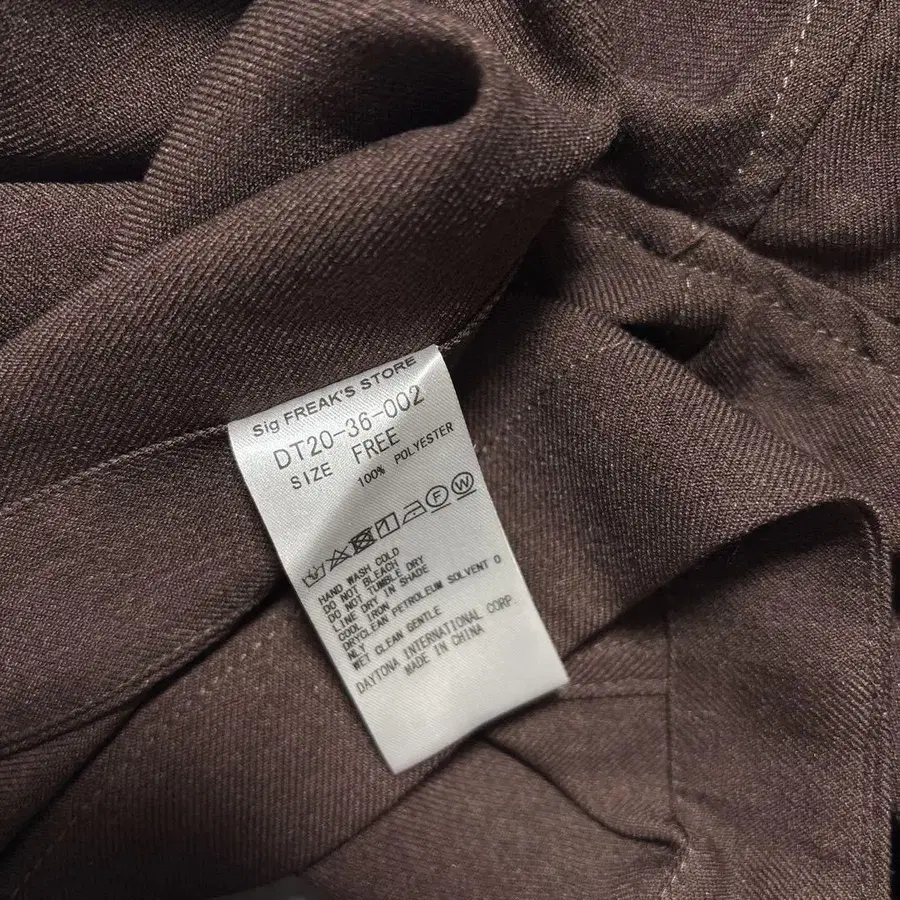 Sig FREAK'S STORE
DT20-36-002
SIZE FREE
100% POLYESTER
F W
HAND WASH COLD
DO NOT BLEACH
DO NOT TUMBLE DRY
LINE DRY IN SHADE
COOL IRON
DRYCLEAN PETROLEUM SOLVENT O
NLY
WET CLEAN GENTLE
DAYTONA INTERNATIONAL CORP.
MADE IN CHINA